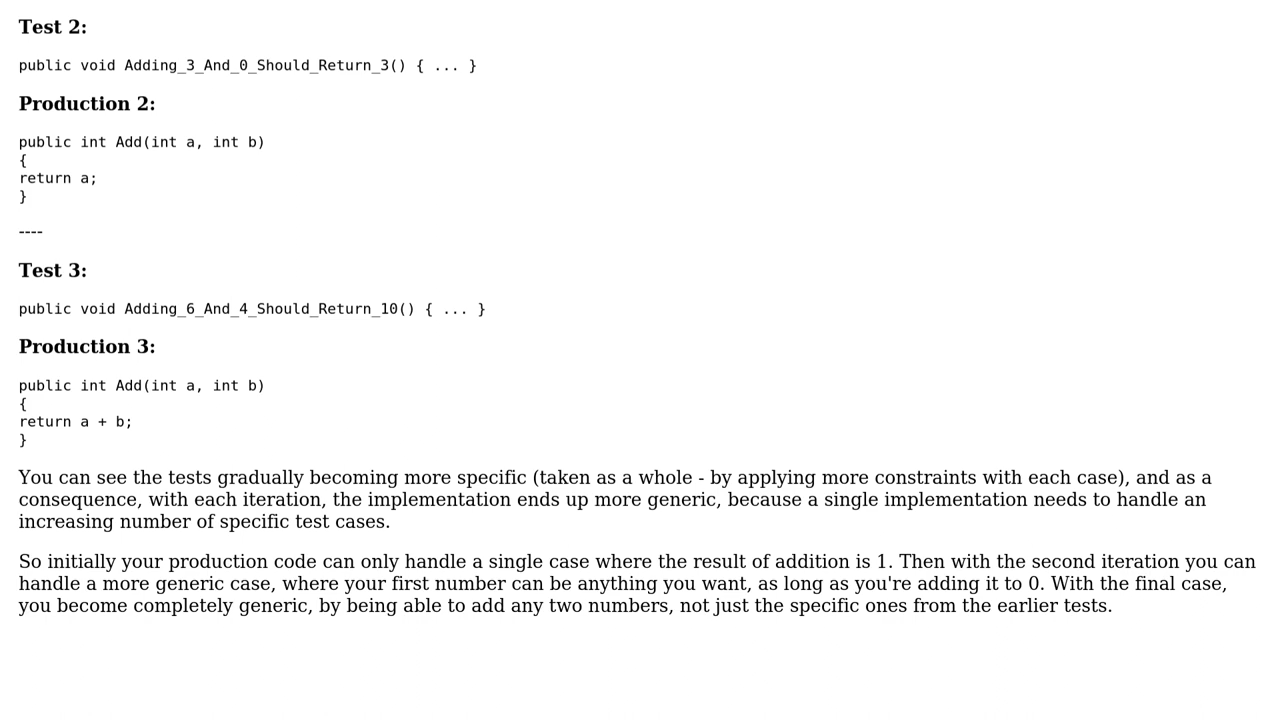 Test 2:
public void Adding_3_And_0_Should_Return_3() { ... }
Production 2:
public int Add(int a, int b)
{
return a;
}
----
Test 3:
public void Adding_6_And_4_Should_Return_10() { ... }
Production 3:
public int Add(int a, int b)
{
return a + b;
}
You can see the tests gradually becoming more specific (taken as a whole - by applying more constraints with each case), and as a
consequence, with each iteration, the implementation ends up more generic, because a single implementation needs to handle an
increasing number of specific test cases.
So initially your production code can only handle a single case where the result of addition is 1. Then with the second iteration you can
handle a more generic case, where your first number can be anything you want, as long as you're adding it to 0. With the final case,
you become completely generic, by being able to add any two numbers, not just the specific ones from the earlier tests.